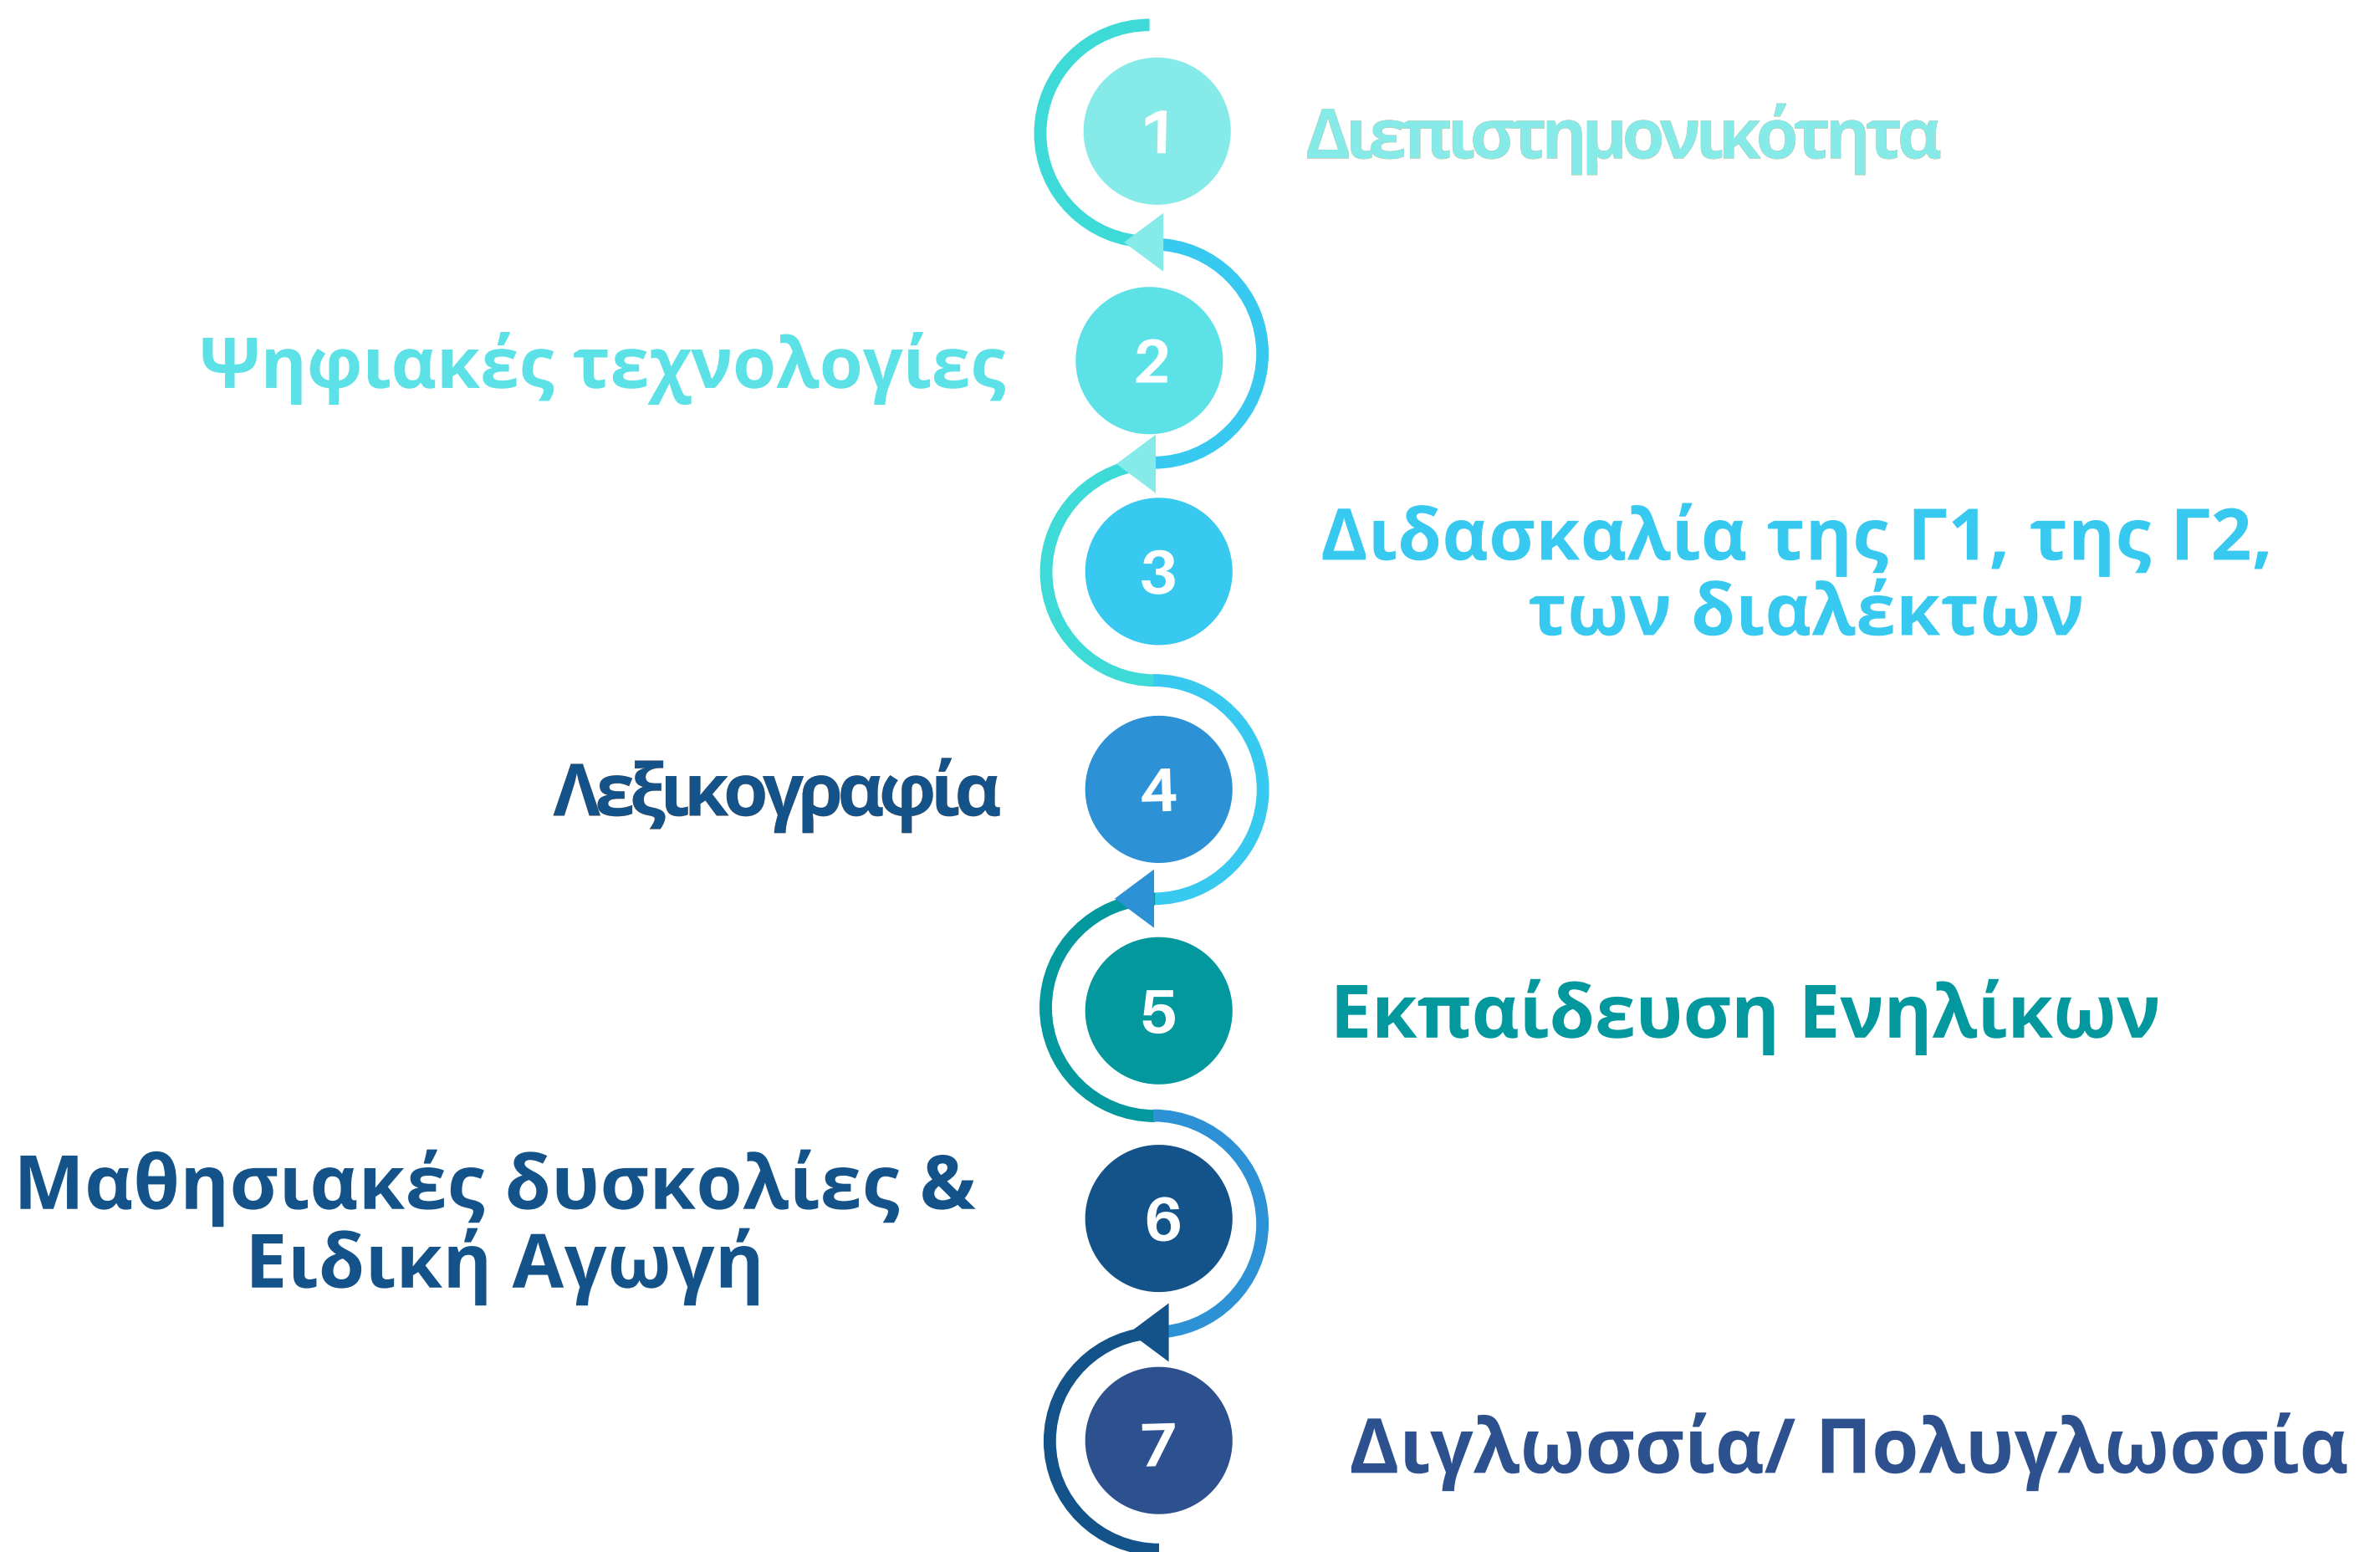 1
Διεπιστημονικότητα
Ψηφιακές τεχνολογίες
2
3
Διδασκαλία της Γ1, της Γ2,
των διαλέκτων
Λεξικογραφία
4
5
Εκπαίδευση Ενηλίκων
Μαθησιακές δυσκολίες &
Ειδική Αγωγή
6
7
Διγλωσσία/ Πολυγλωσσία